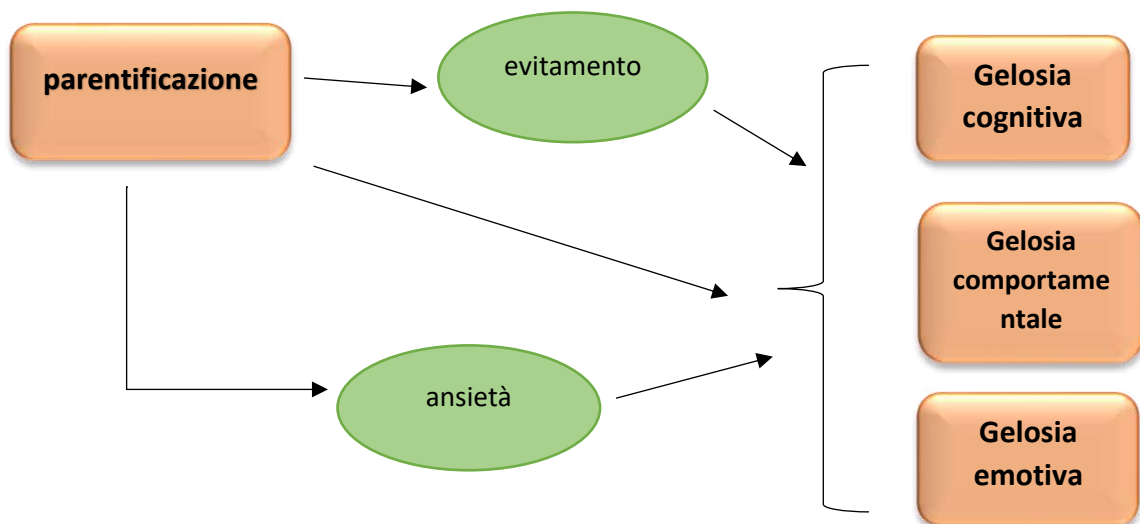 parentificazione
evitamento
Gelosia
cognitiva
Gelosia
comportame
ntale
ansietà
Gelosia
emotiva